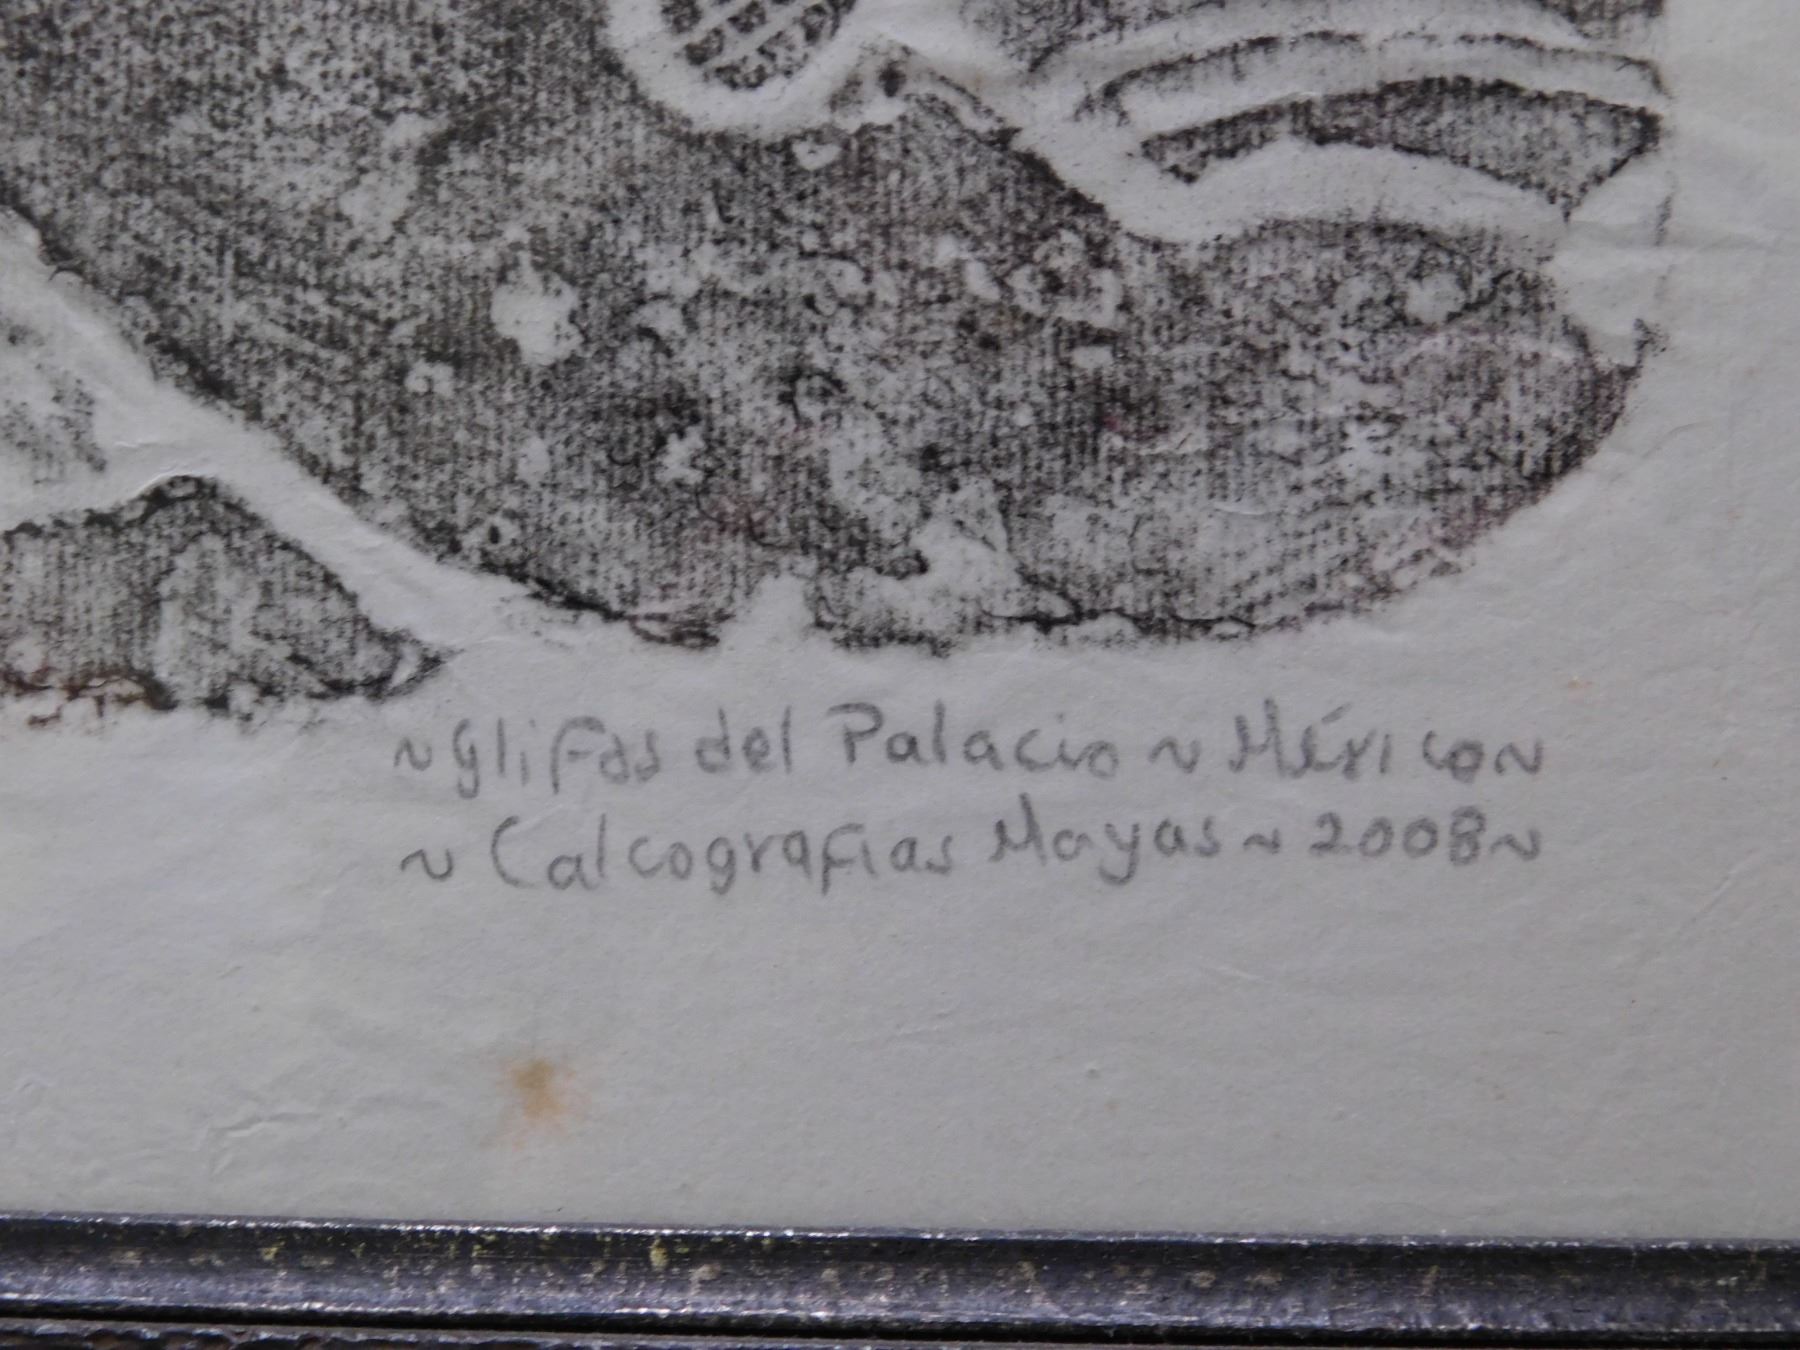 ~Glifos del Palacio ~ México~
~ Calcografias Mayas ~ 2008~